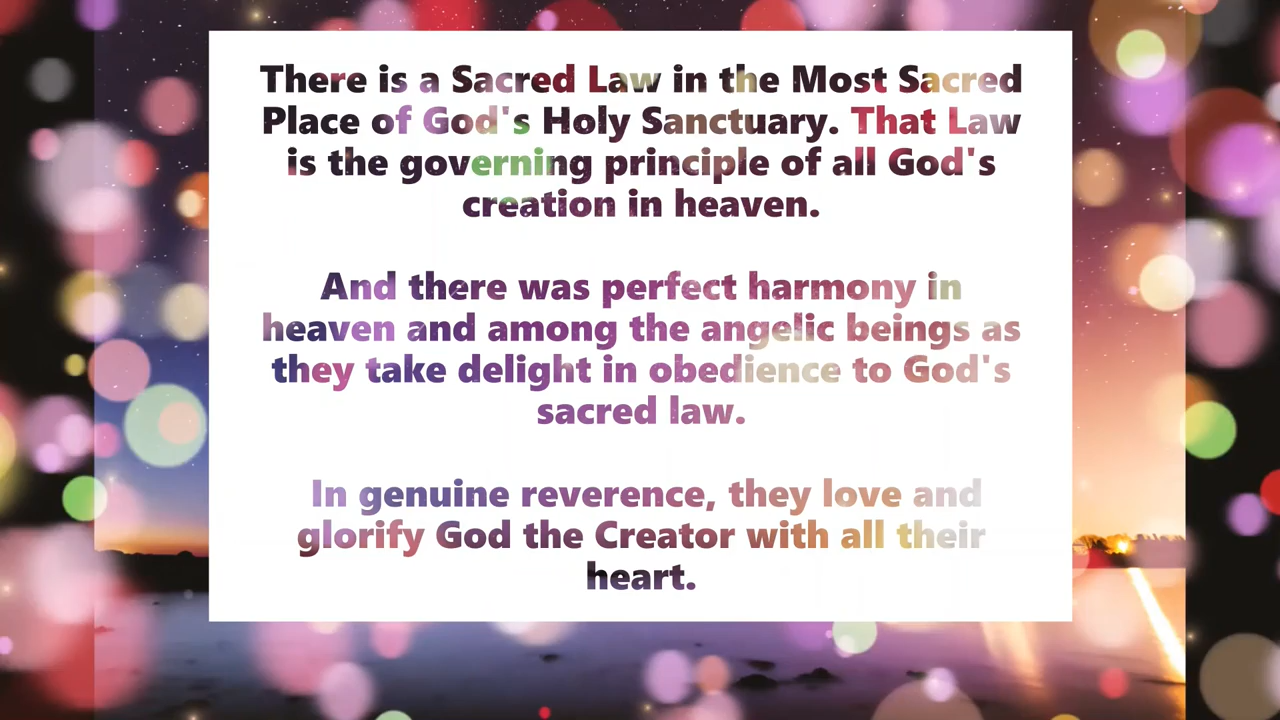 There is a Sacred Law in the Most Sacred
Place of God's Holy Sanctuary. That Law
is the governing principle of all God's
creation in heaven.
And there was perfect harmony in
heaven and among the angelic beings as
they take delight in obedience to God's
sacred law.
In genuine reverence, they love and
glorify God the Creator with all their
heart.